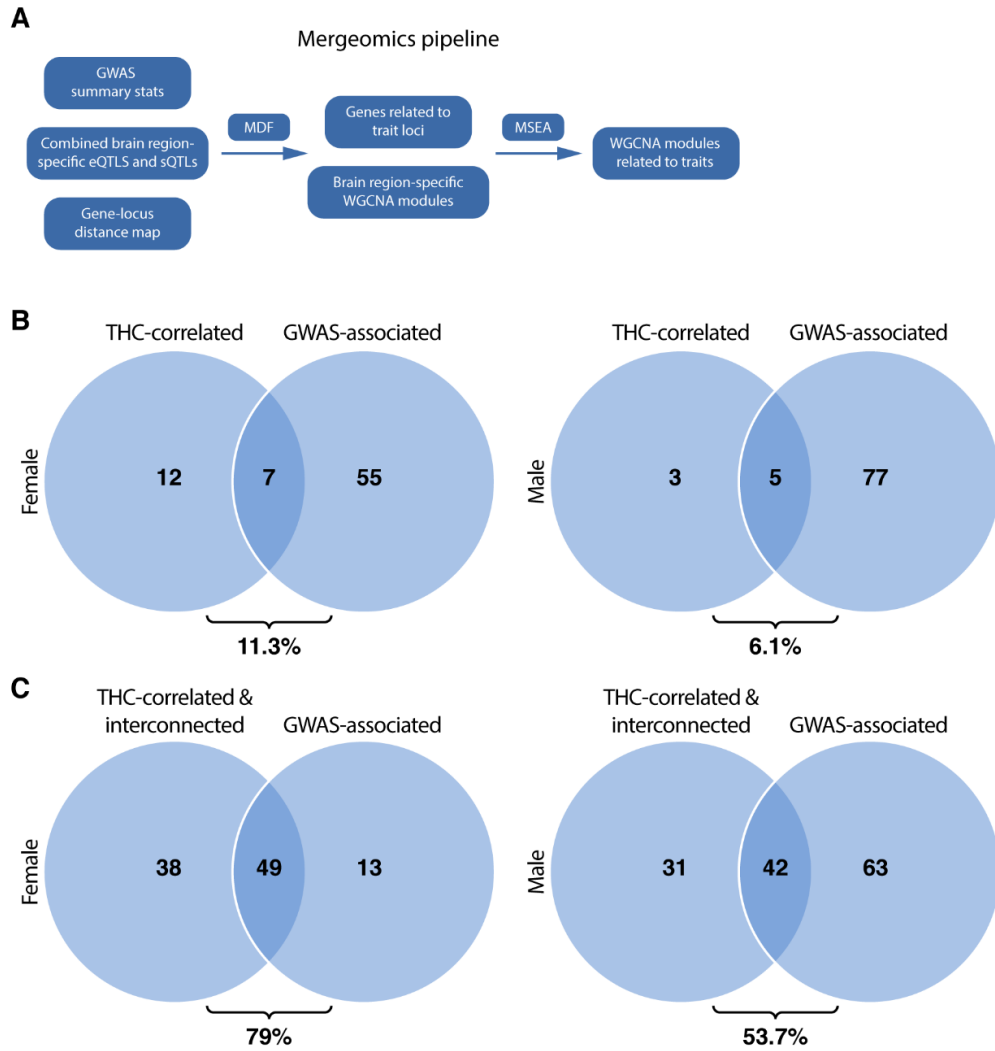 A
Mergeomics pipeline
GWAS
summary stats
Combined brain region-
specific eQTLS and sQTLs
Gene-locus
distance map
MDF
Genes related to
trait loci
Brain region-specific
WGCNA modules
MSEA
WGCNA modules
related to traits
B
THC-correlated
GWAS-associated
Female
12
7
55
11.3%
THC-correlated
GWAS-associated
Male
3
5
77
6.1%
C
THC-correlated &
interconnected
GWAS-associated
Female
38
49
13
79%
THC-correlated &
interconnected
GWAS-associated
Male
31
42
63
53.7%